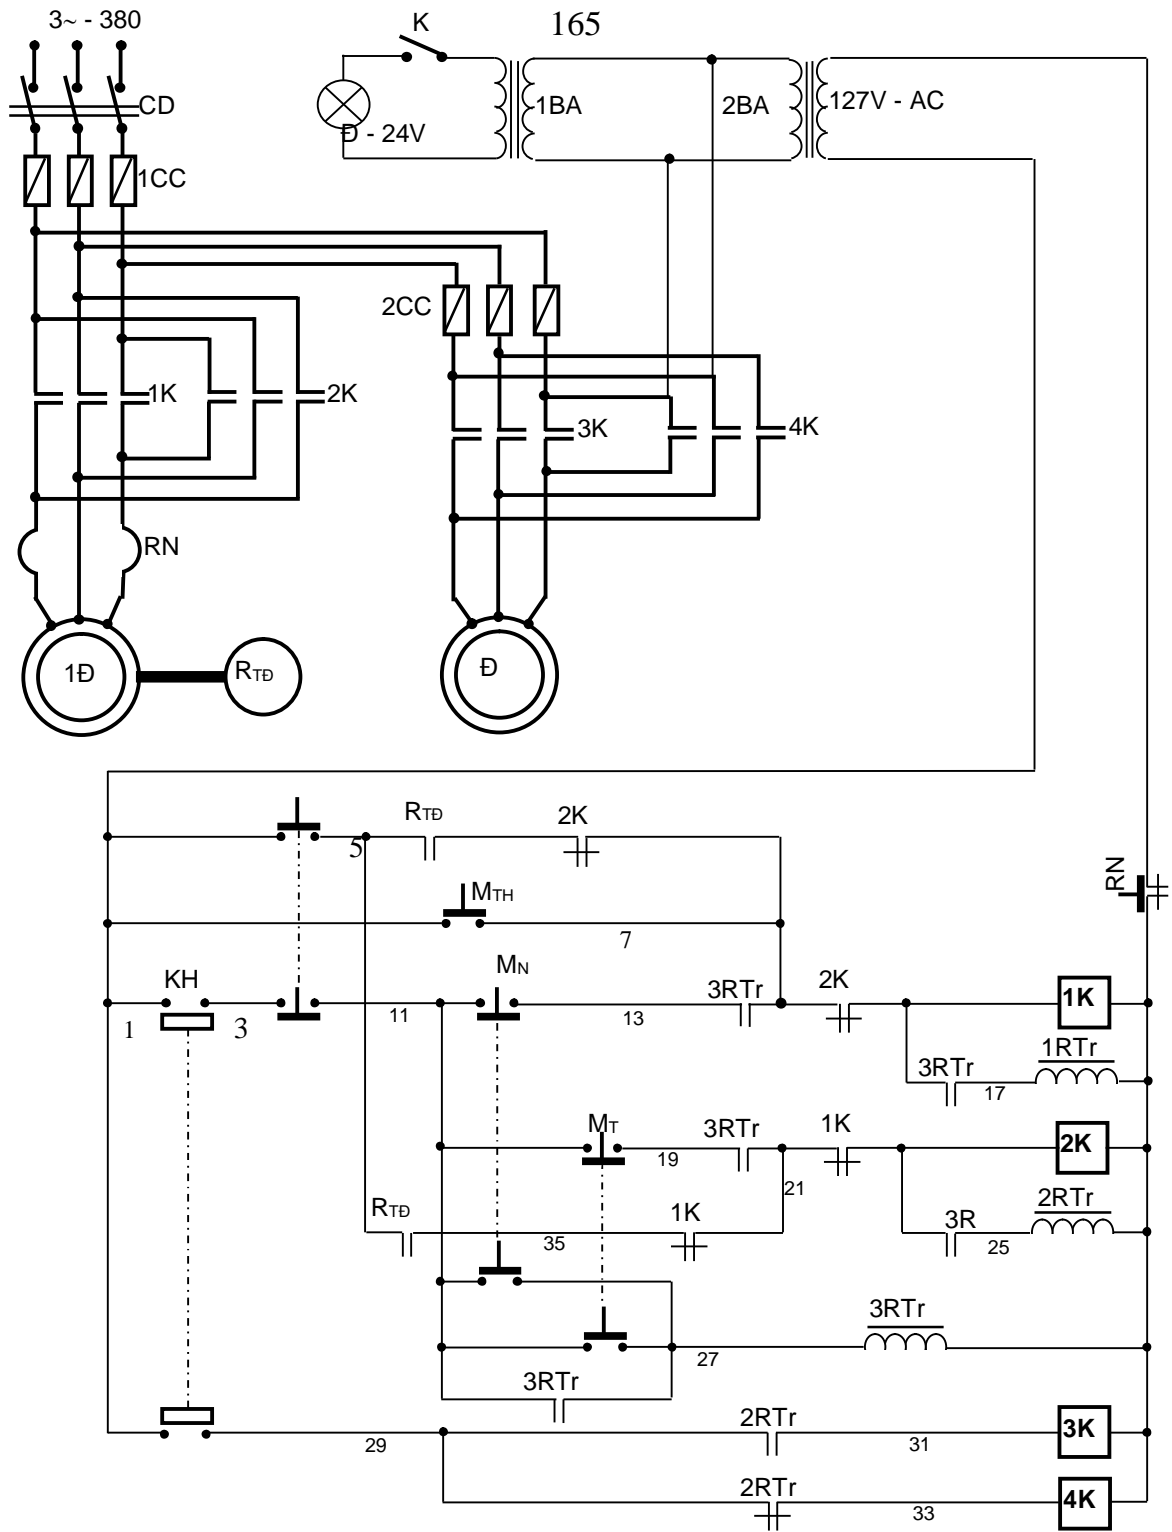 3~ - 380
K
165
CD
1BA
2BA
127V - AC
Đ - 24V
1CC
2CC
1K
2K
3K
4K
RN
1Đ
RTĐ
Đ
RTĐ
2K
5
RN
MTH
7
KH
MN
3RTr
2K
1K
1
3
11
13
3RTr
1RTr
17
MT
3RTr
1K
2K
19
21
RTĐ
1K
3R
2RTr
35
25
3RTr
27
3RTr
2RTr
3K
29
31
2RTr
4K
33